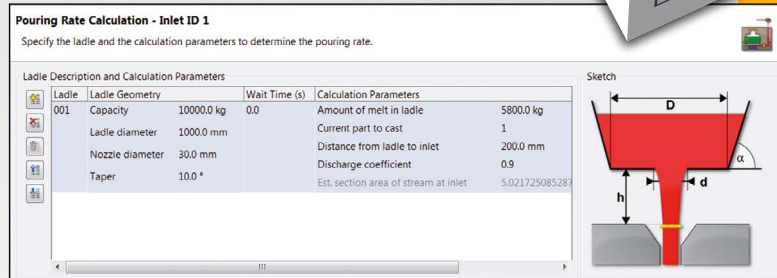 Pouring Rate Calculation - Inlet ID 1
Specify the ladle and the calculation parameters to determine the pouring rate.
Ladle Description and Calculation Parameters
Sketch
Ladle Ladle Geometry Wait Time (s) Calculation Parameters
001 Capacity 10000.0 kg 0.0 Amount of melt in ladle 5800.0 kg
Ladle diameter 1000.0 mm Current part to cast 1
Nozzle diameter 30.0 mm Distance from ladle to inlet 200.0 mm
Taper 10.0 ° Discharge coefficient 0.9
Est. section area of stream at inlet 5.021725085287
D
α
d
h